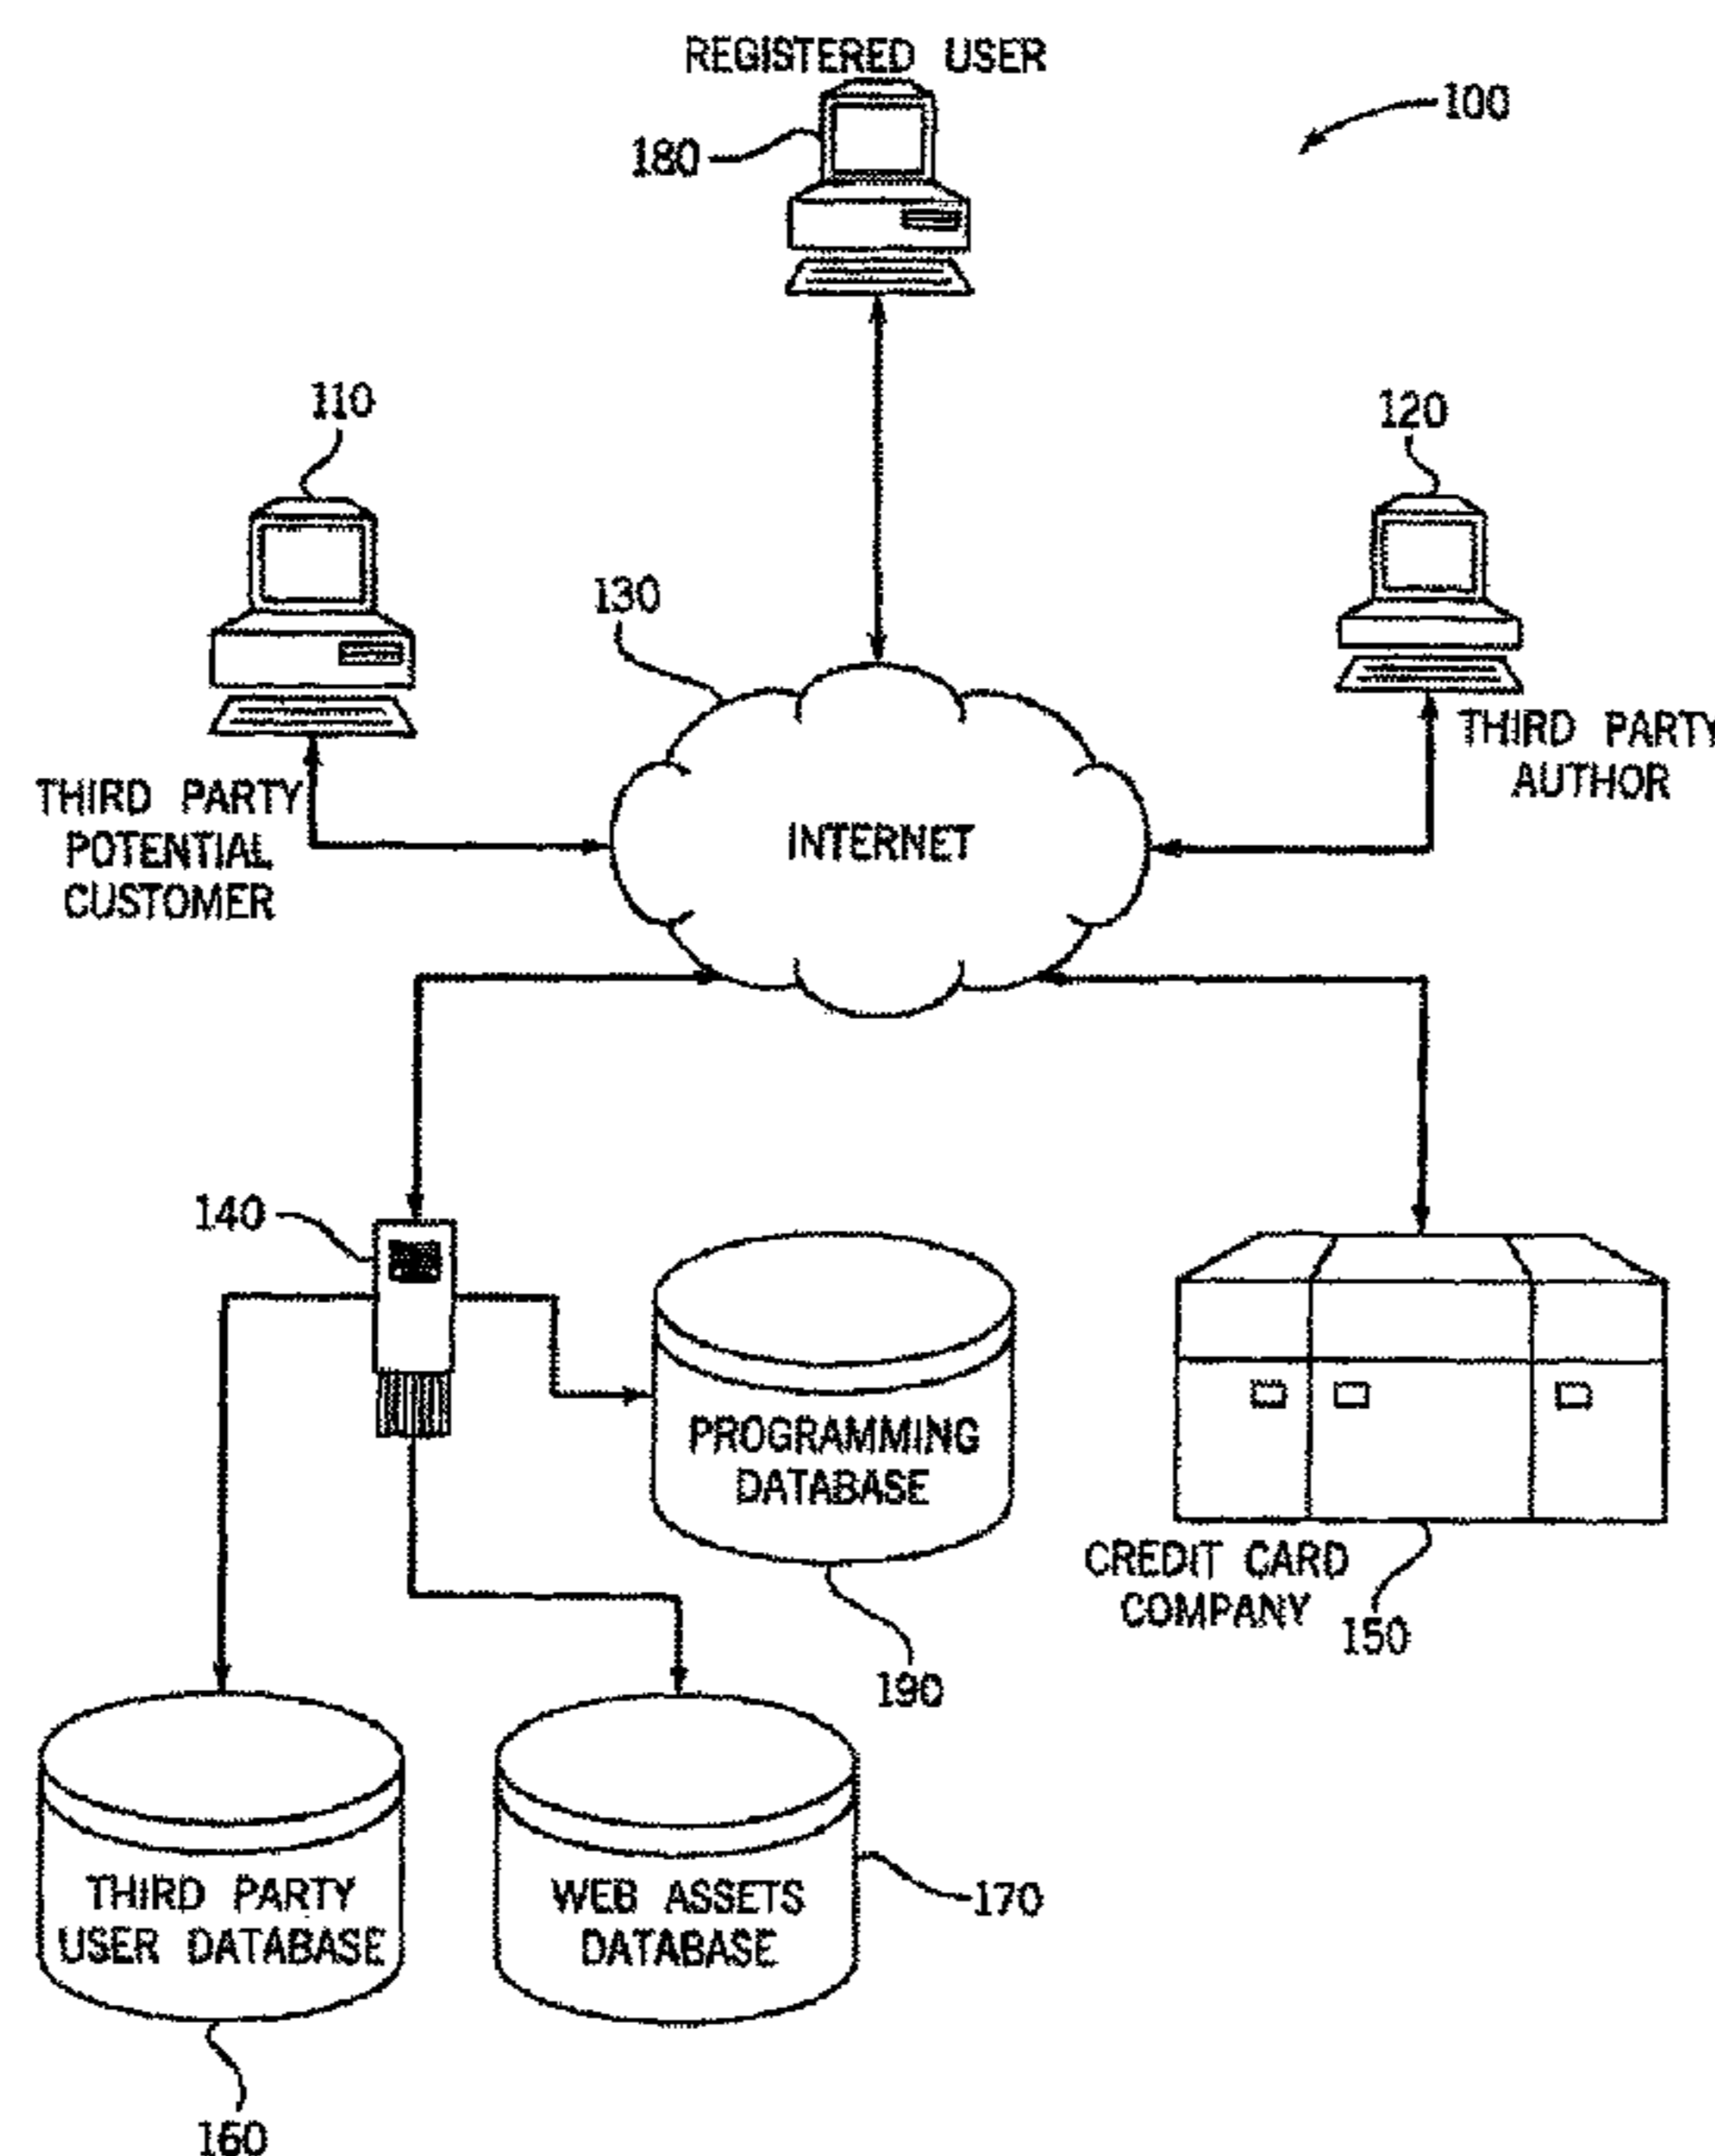 REGISTERED USER
100
180
110
120
130
THIRD PARTY
AUTHOR
THIRD PARTY
POTENTIAL
CUSTOMER
INTERNET
140
PROGRAMMING
DATABASE
CREDIT CARD
COMPANY
150
190
THIRD PARTY
USER DATABASE
WEB ASSETS
DATABASE
170
160